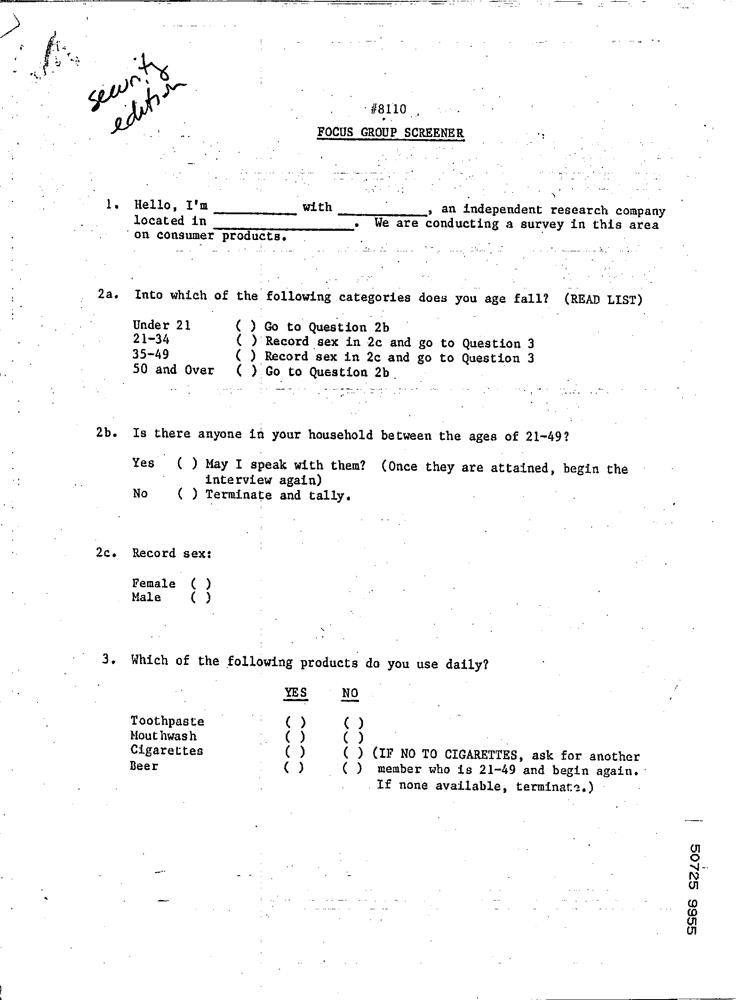 security
edition
#8110
FOCUS GROUP SCREENER
1. Hello, I'm ____________ with _____________, an independent research company
located in ____________________. We are conducting a survey in this area
on consumer products.
2a. Into which of the following categories does you age fall? (READ LIST)
Under 21 ( ) Go to Question 2b
21-34 ( ) Record sex in 2c and go to Question 3
35-49 ( ) Record sex in 2c and go to Question 3
50 and Over ( ) Go to Question 2b
2b. Is there anyone in your household between the ages of 21-49?
Yes ( ) May I speak with them? (Once they are attained, begin the
interview again)
No ( ) Terminate and tally.
2c. Record sex:
Female ( )
Male ( )
3. Which of the following products do you use daily?
YES NO
Toothpaste ( ) ( )
Mouthwash ( ) ( )
Cigarettes ( ) ( ) (IF NO TO CIGARETTES, ask for another
Beer ( ) ( ) member who is 21-49 and begin again.
If none available, terminate.)
50725 9955